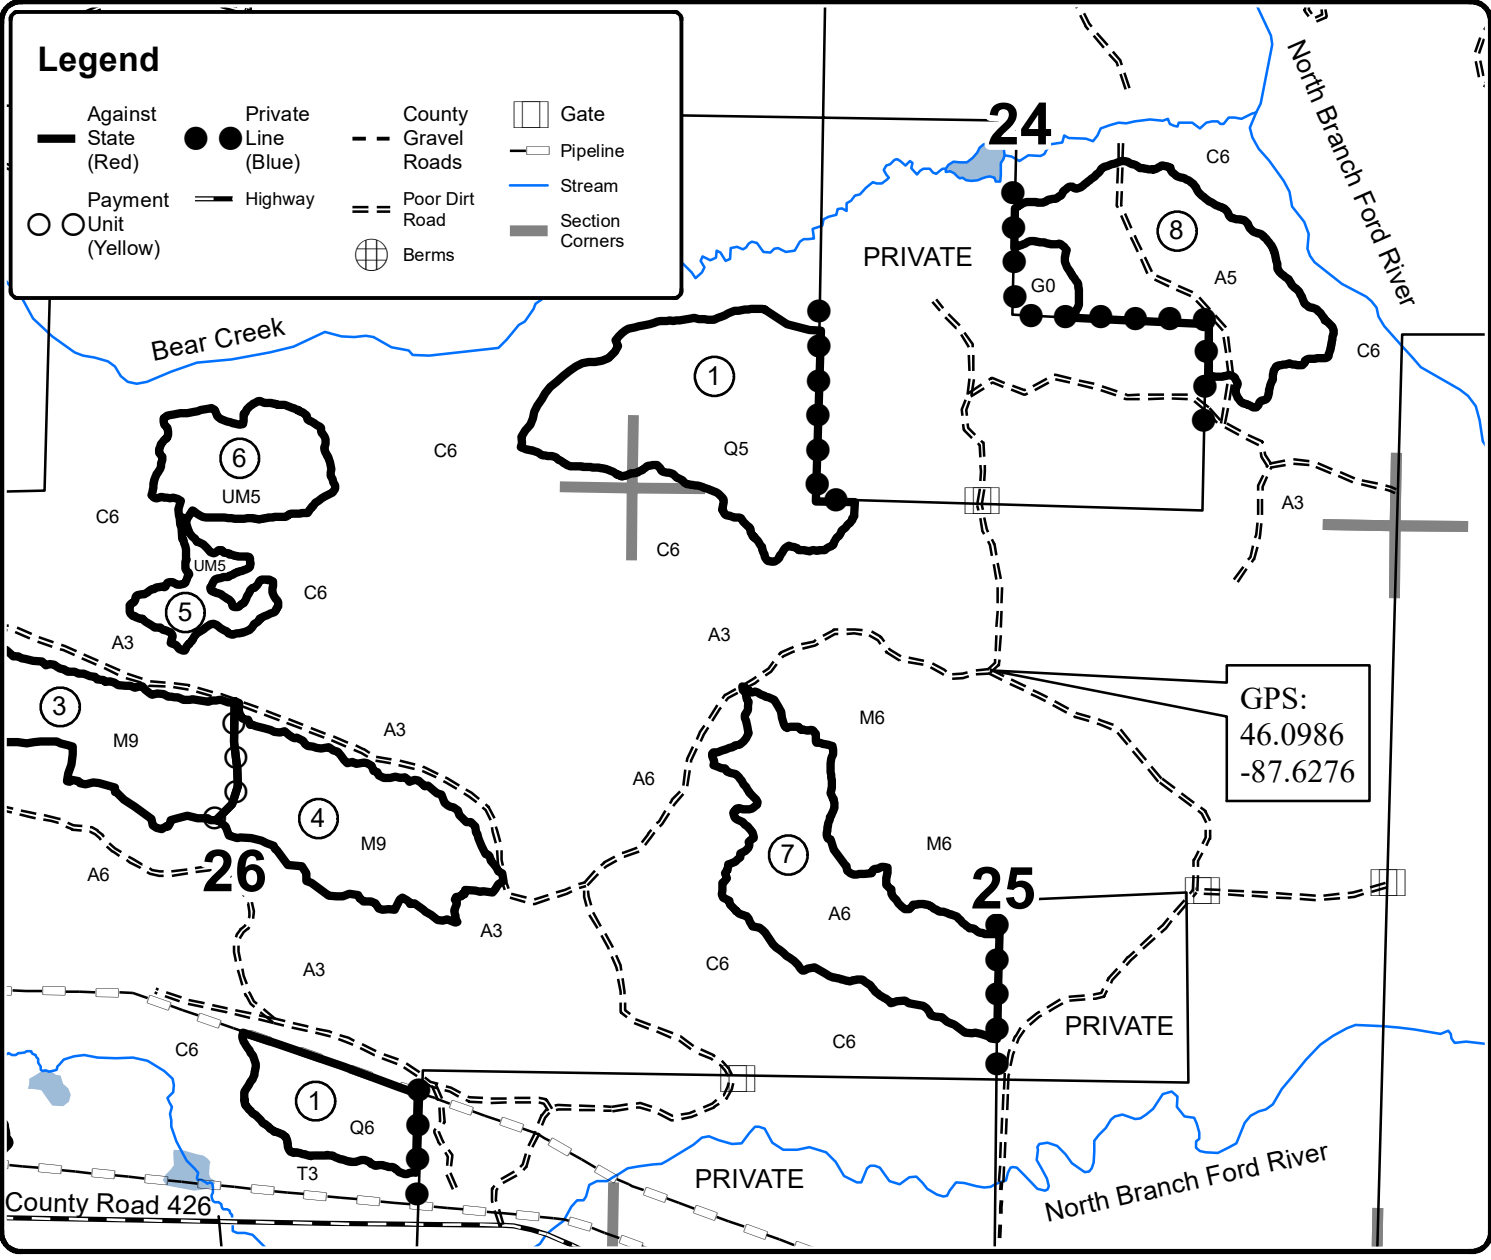 Legend
Against
State
(Red)
Private
Line
(Blue)
County
Gravel
Roads
Gate
Pipeline
Payment
Unit
(Yellow)
Highway
Poor Dirt
Road
Stream
Berms
Section
Corners
24
C6
North Branch Ford River
8
PRIVATE
A5
G0
Bear Creek
C6
1
6
C6
Q5
UM5
C6
A3
C6
UM5
C6
5
A3
A3
3
GPS:
46.0986
-87.6276
M9
A3
M6
A6
4
M9
M6
7
26
A6
25
A6
A3
C6
A3
PRIVATE
C6
C6
1
Q6
T3
PRIVATE
North Branch Ford River
County Road 426